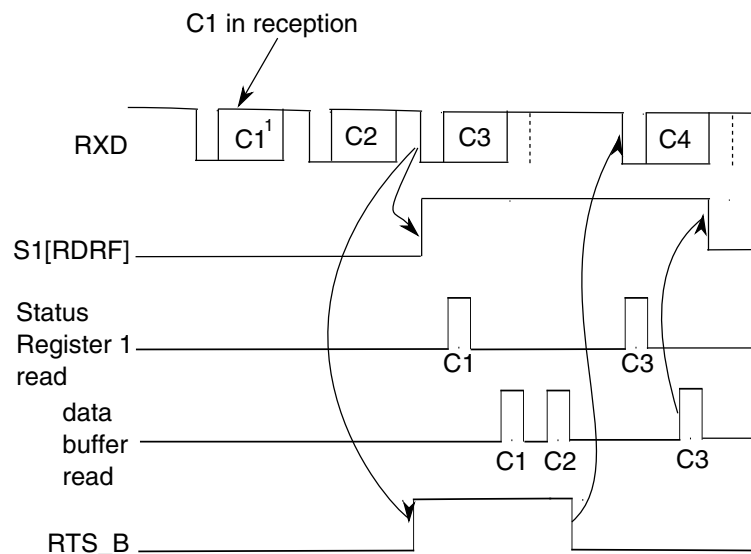 C1 in reception
RXD
C1 1
C2
C3
C4
S1[RDRF]
Status
Register 1
read
C1
C3
data
buffer
read
C1
C2
C3
RTS_B